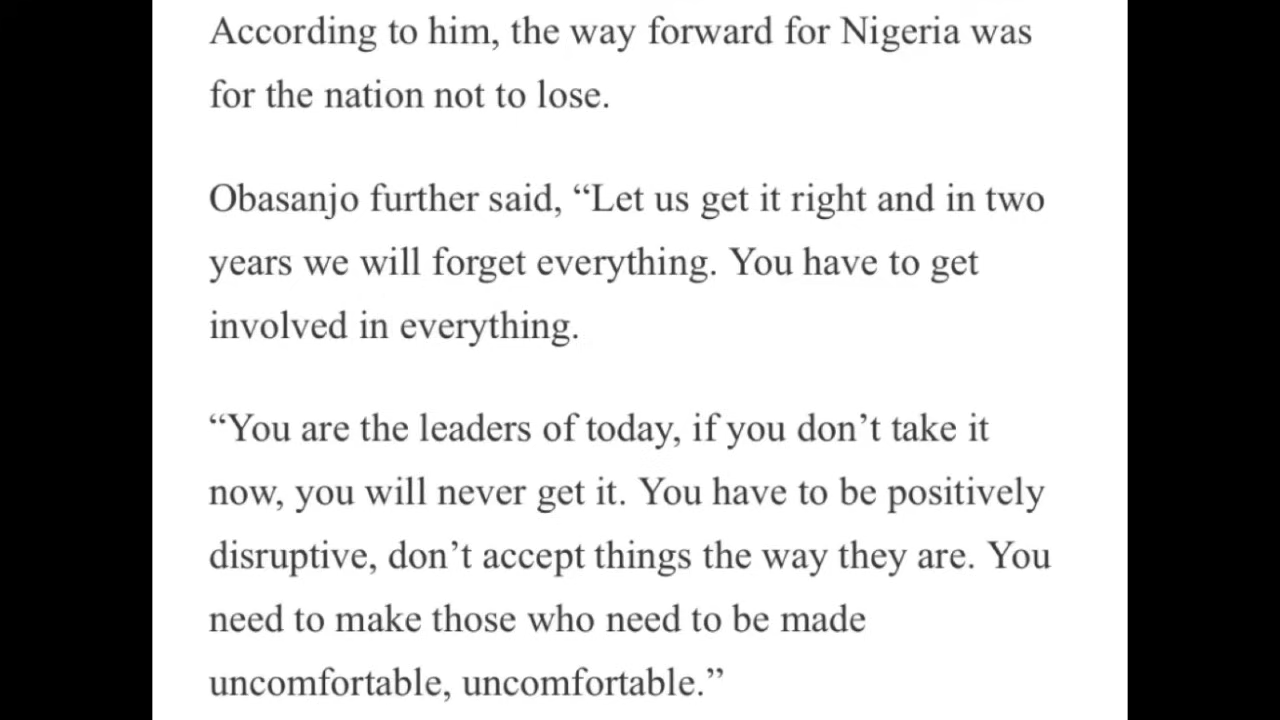 According to him, the way forward for Nigeria was
for the nation not to lose.
Obasanjo further said, “Let us get it right and in two
years we will forget everything. You have to get
involved in everything.
“You are the leaders of today, if you don’t take it
now, you will never get it. You have to be positively
disruptive, don’t accept things the way they are. You
need to make those who need to be made
uncomfortable, uncomfortable.”